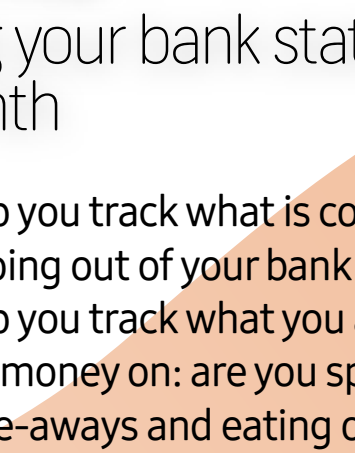 g your bank stat
nth
p you track what is co
oing out of your bank
p you track what you a
money on: are you sp
e-aways and eating o